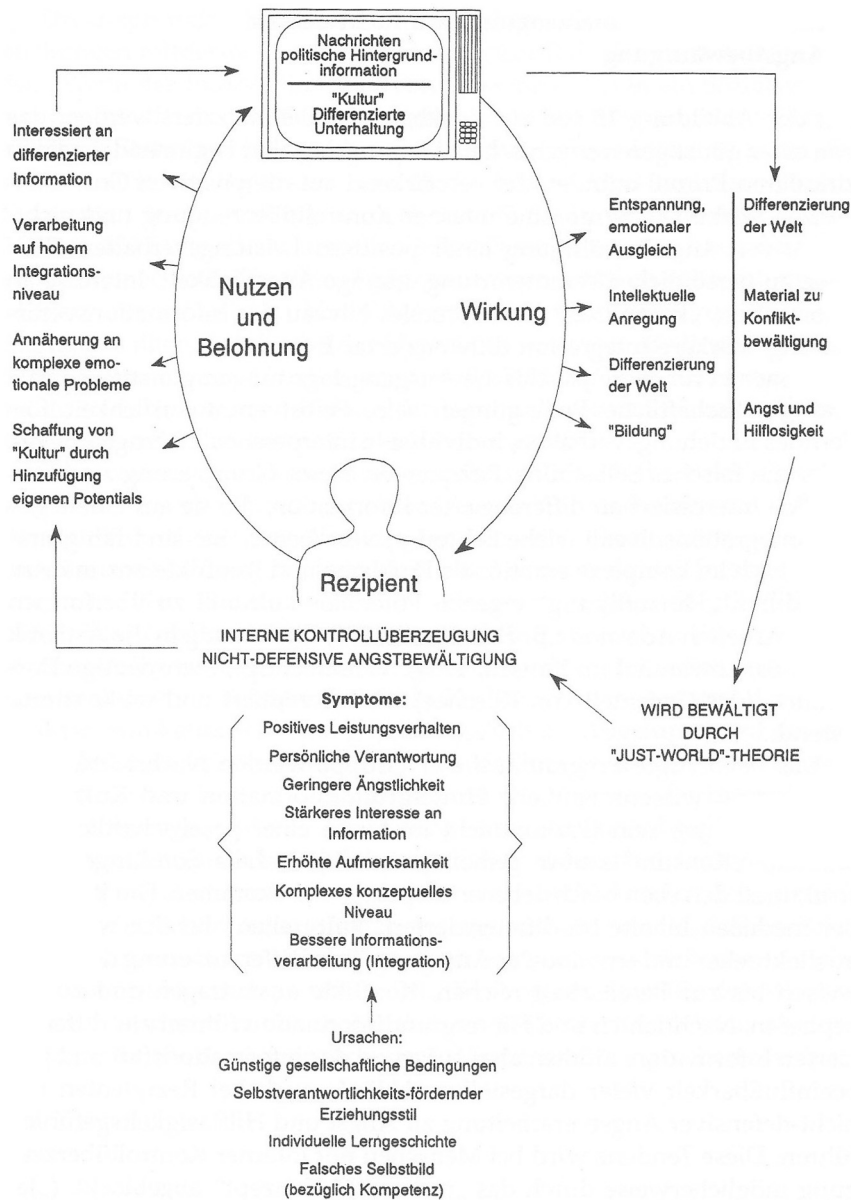 Nachrichten
politische Hintergrund-
information
"Kultur"
Differenzierte
Unterhaltung
Interessiert an
differenzierter
Information
Verarbeitung
auf hohem
Integrations-
niveau
Annäherung an
komplexe emo-
tionale Probleme
Schaffung von
"Kultur" durch
Hinzufügung
eigenen Potentials
Nutzen
und
Belohnung
Wirkung
Entspannung,
emotionaler
Ausgleich
Intellektuelle
Anregung
Differenzierung
der Welt
"Bildung"
Differenzierung
der Welt
Material zu
Konflikt-
bewältigung
Angst und
Hilflosigkeit
Rezipient
INTERNE KONTROLLÜBERZEUGUNG
NICHT-DEFENSIVE ANGSTBEWÄLTIGUNG
WIRD BEWÄLTIGT
DURCH
"JUST-WORLD"-THEORIE
Symptome:
Positives Leistungsverhalten
Persönliche Verantwortung
Geringere Ängstlichkeit
Stärkeres Interesse an
Information
Erhöhte Aufmerksamkeit
Komplexes konzeptuelles
Niveau
Bessere Informations-
verarbeitung (Integration)
Ursachen:
Günstige gesellschaftliche Bedingungen
Selbstverantwortlichkeits-fördernder
Erziehungsstil
Individuelle Lerngeschichte
Falsches Selbstbild
(bezüglich Kompetenz)